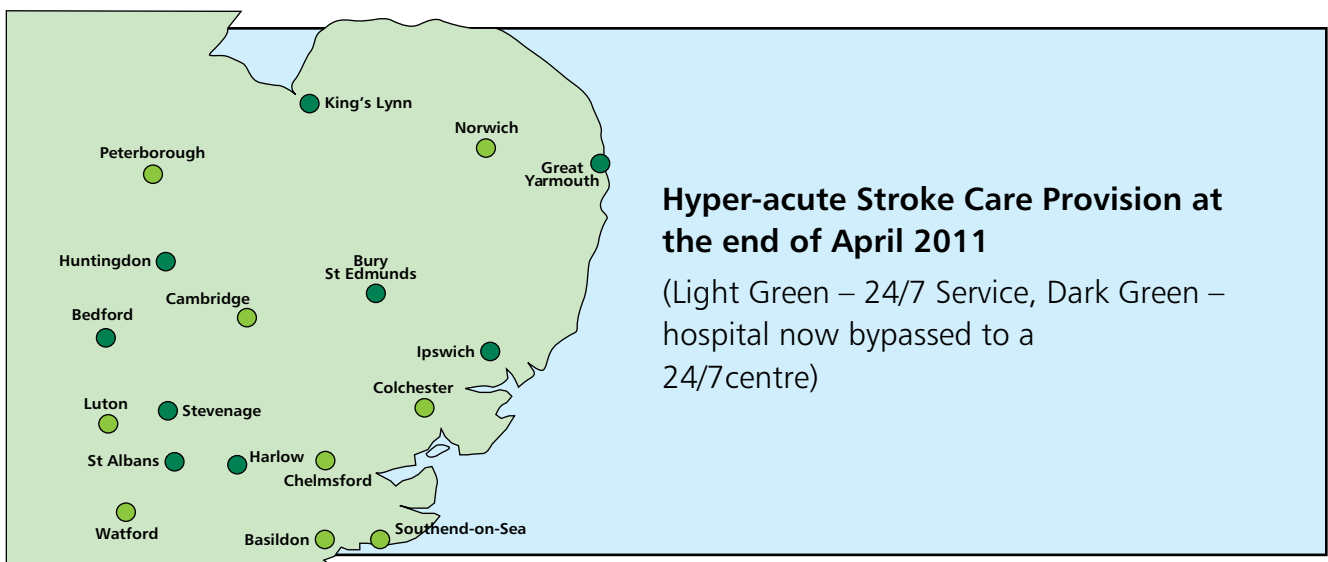 King's Lynn
Norwich
Peterborough
Great
Yarmouth
Hyper-acute Stroke Care Provision at
the end of April 2011
(Light Green – 24/7 Service, Dark Green –
hospital now bypassed to a
24/7centre)
Huntingdon
Bury
St Edmunds
Cambridge
Bedford
Ipswich
Colchester
Luton
Stevenage
St Albans
Harlow
Chelmsford
Watford
Basildon
Southend-on-Sea